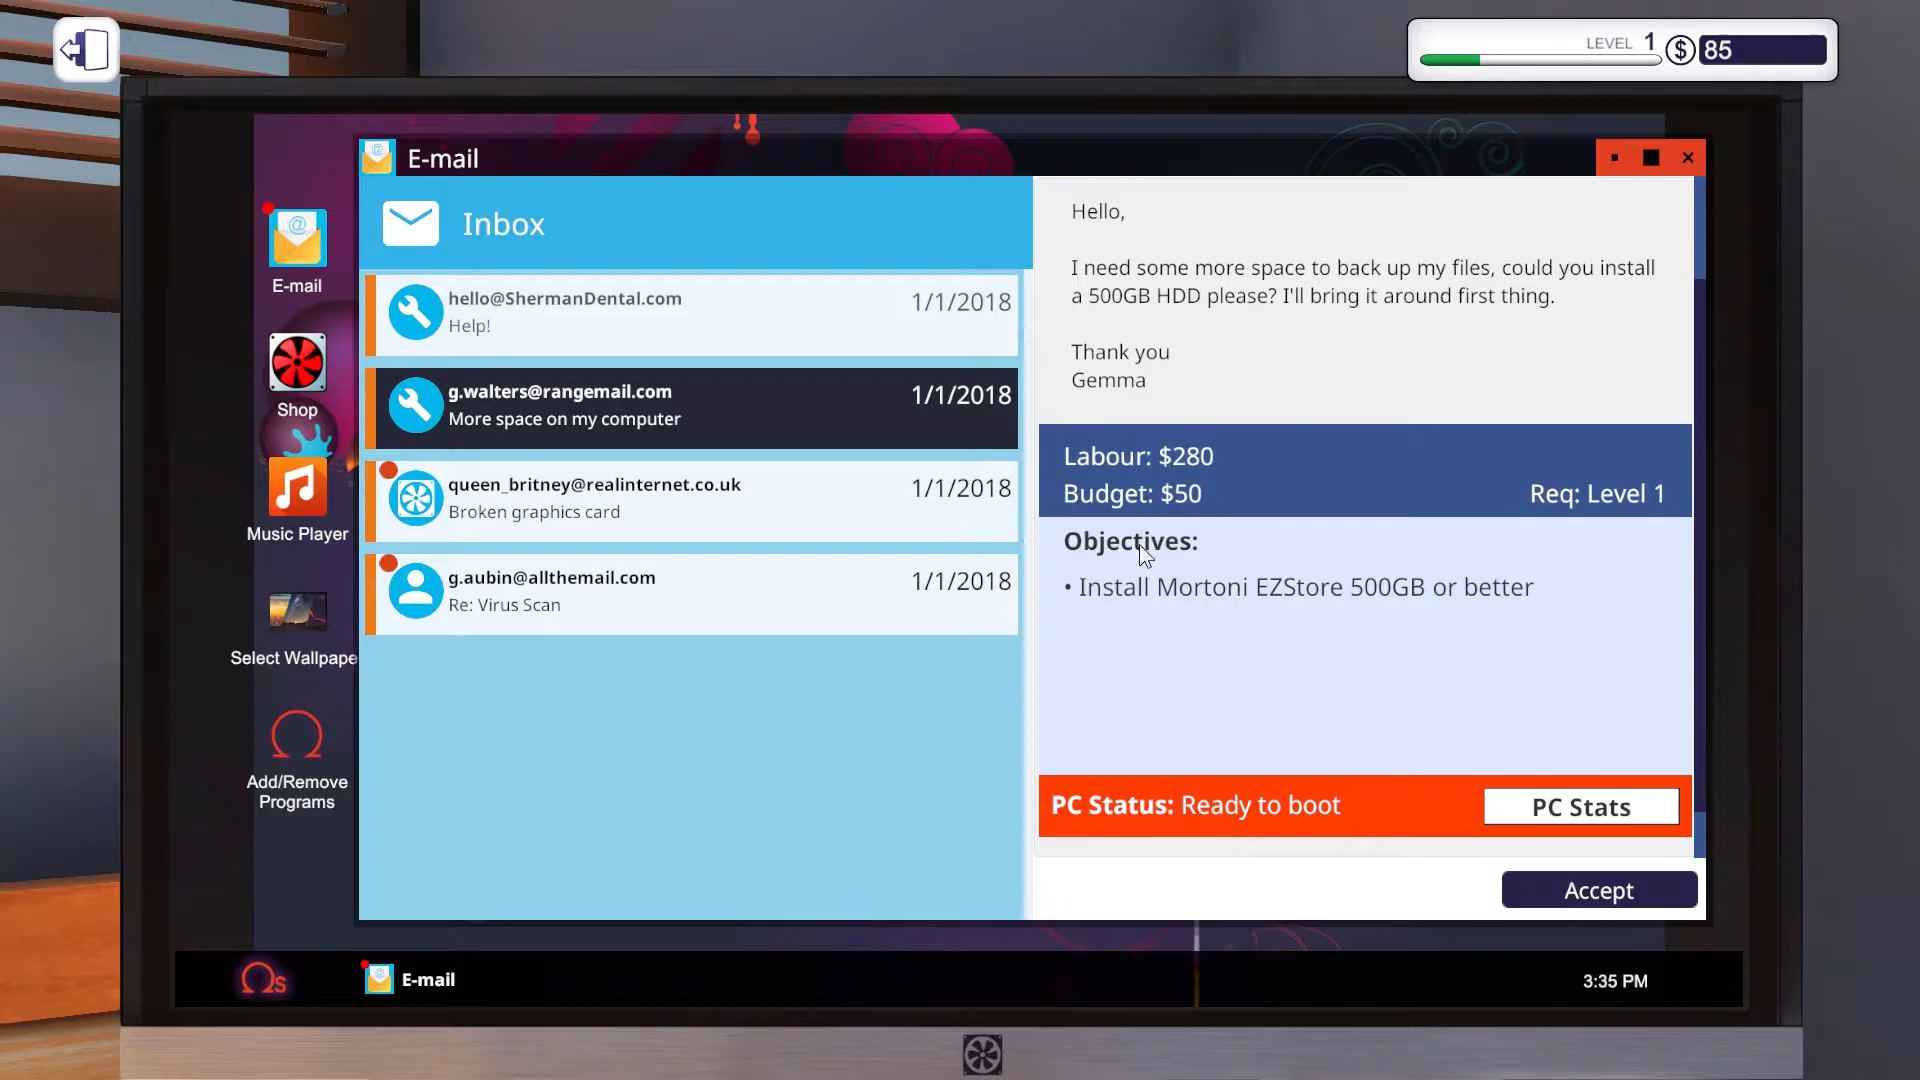 LEVEL 1 $ 85
E-mail
Inbox
hello@ShermanDental.com 1/1/2018
Help!
g.walters@rangemail.com 1/1/2018
More space on my computer
queen_britney@realinternet.co.uk 1/1/2018
Broken graphics card
g.aubin@allthemail.com 1/1/2018
Re: Virus Scan
Hello,
I need some more space to back up my files, could you install
a 500GB HDD please? I'll bring it around first thing.
Thank you
Gemma
Labour: $280
Budget: $50 Req: Level 1
Objectives:
• Install Mortoni EZStore 500GB or better
PC Status: Ready to boot PC Stats
Accept
E-mail
Shop
Music Player
Select Wallpape
Add/Remove
Programs
Ωs E-mail 3:35 PM